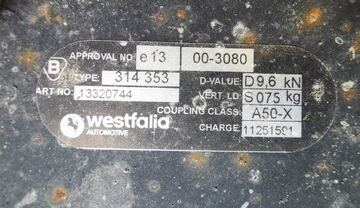 APPROVAL NO. e13 00-3080
B TYPE: 314 353 D-VALUE: D9,6 kN
ART NO: 13320744 VERT. LD: S 075 kg
westfalia COUPLING CLASS: A50-X
AUTOMOTIVE CHARGE: 11251591